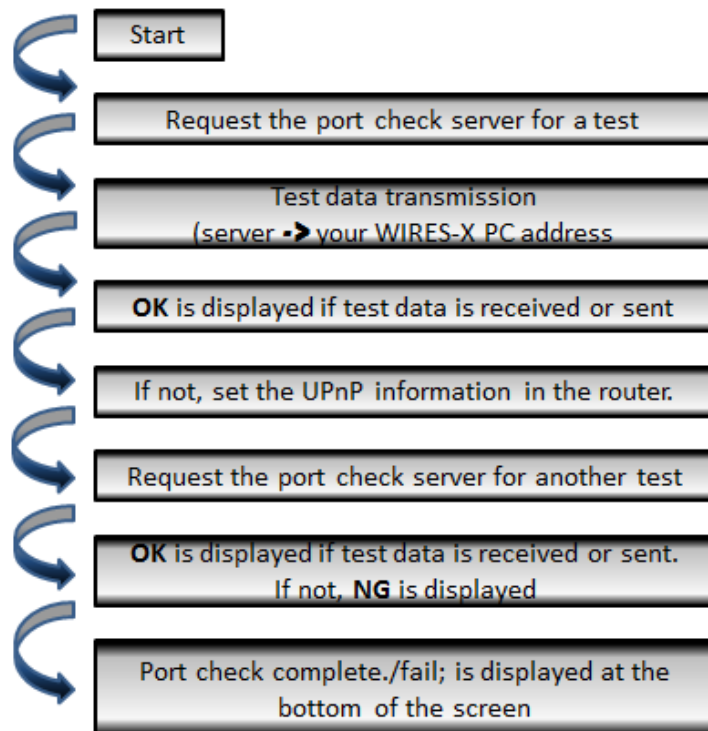 Start
Request the port check server for a test
Test data transmission
(server -> your WIRES-X PC address
OK is displayed if test data is received or sent
If not, set the UPnP information in the router.
Request the port check server for another test
OK is displayed if test data is received or sent.
If not, NG is displayed
Port check complete./fail; is displayed at the
bottom of the screen